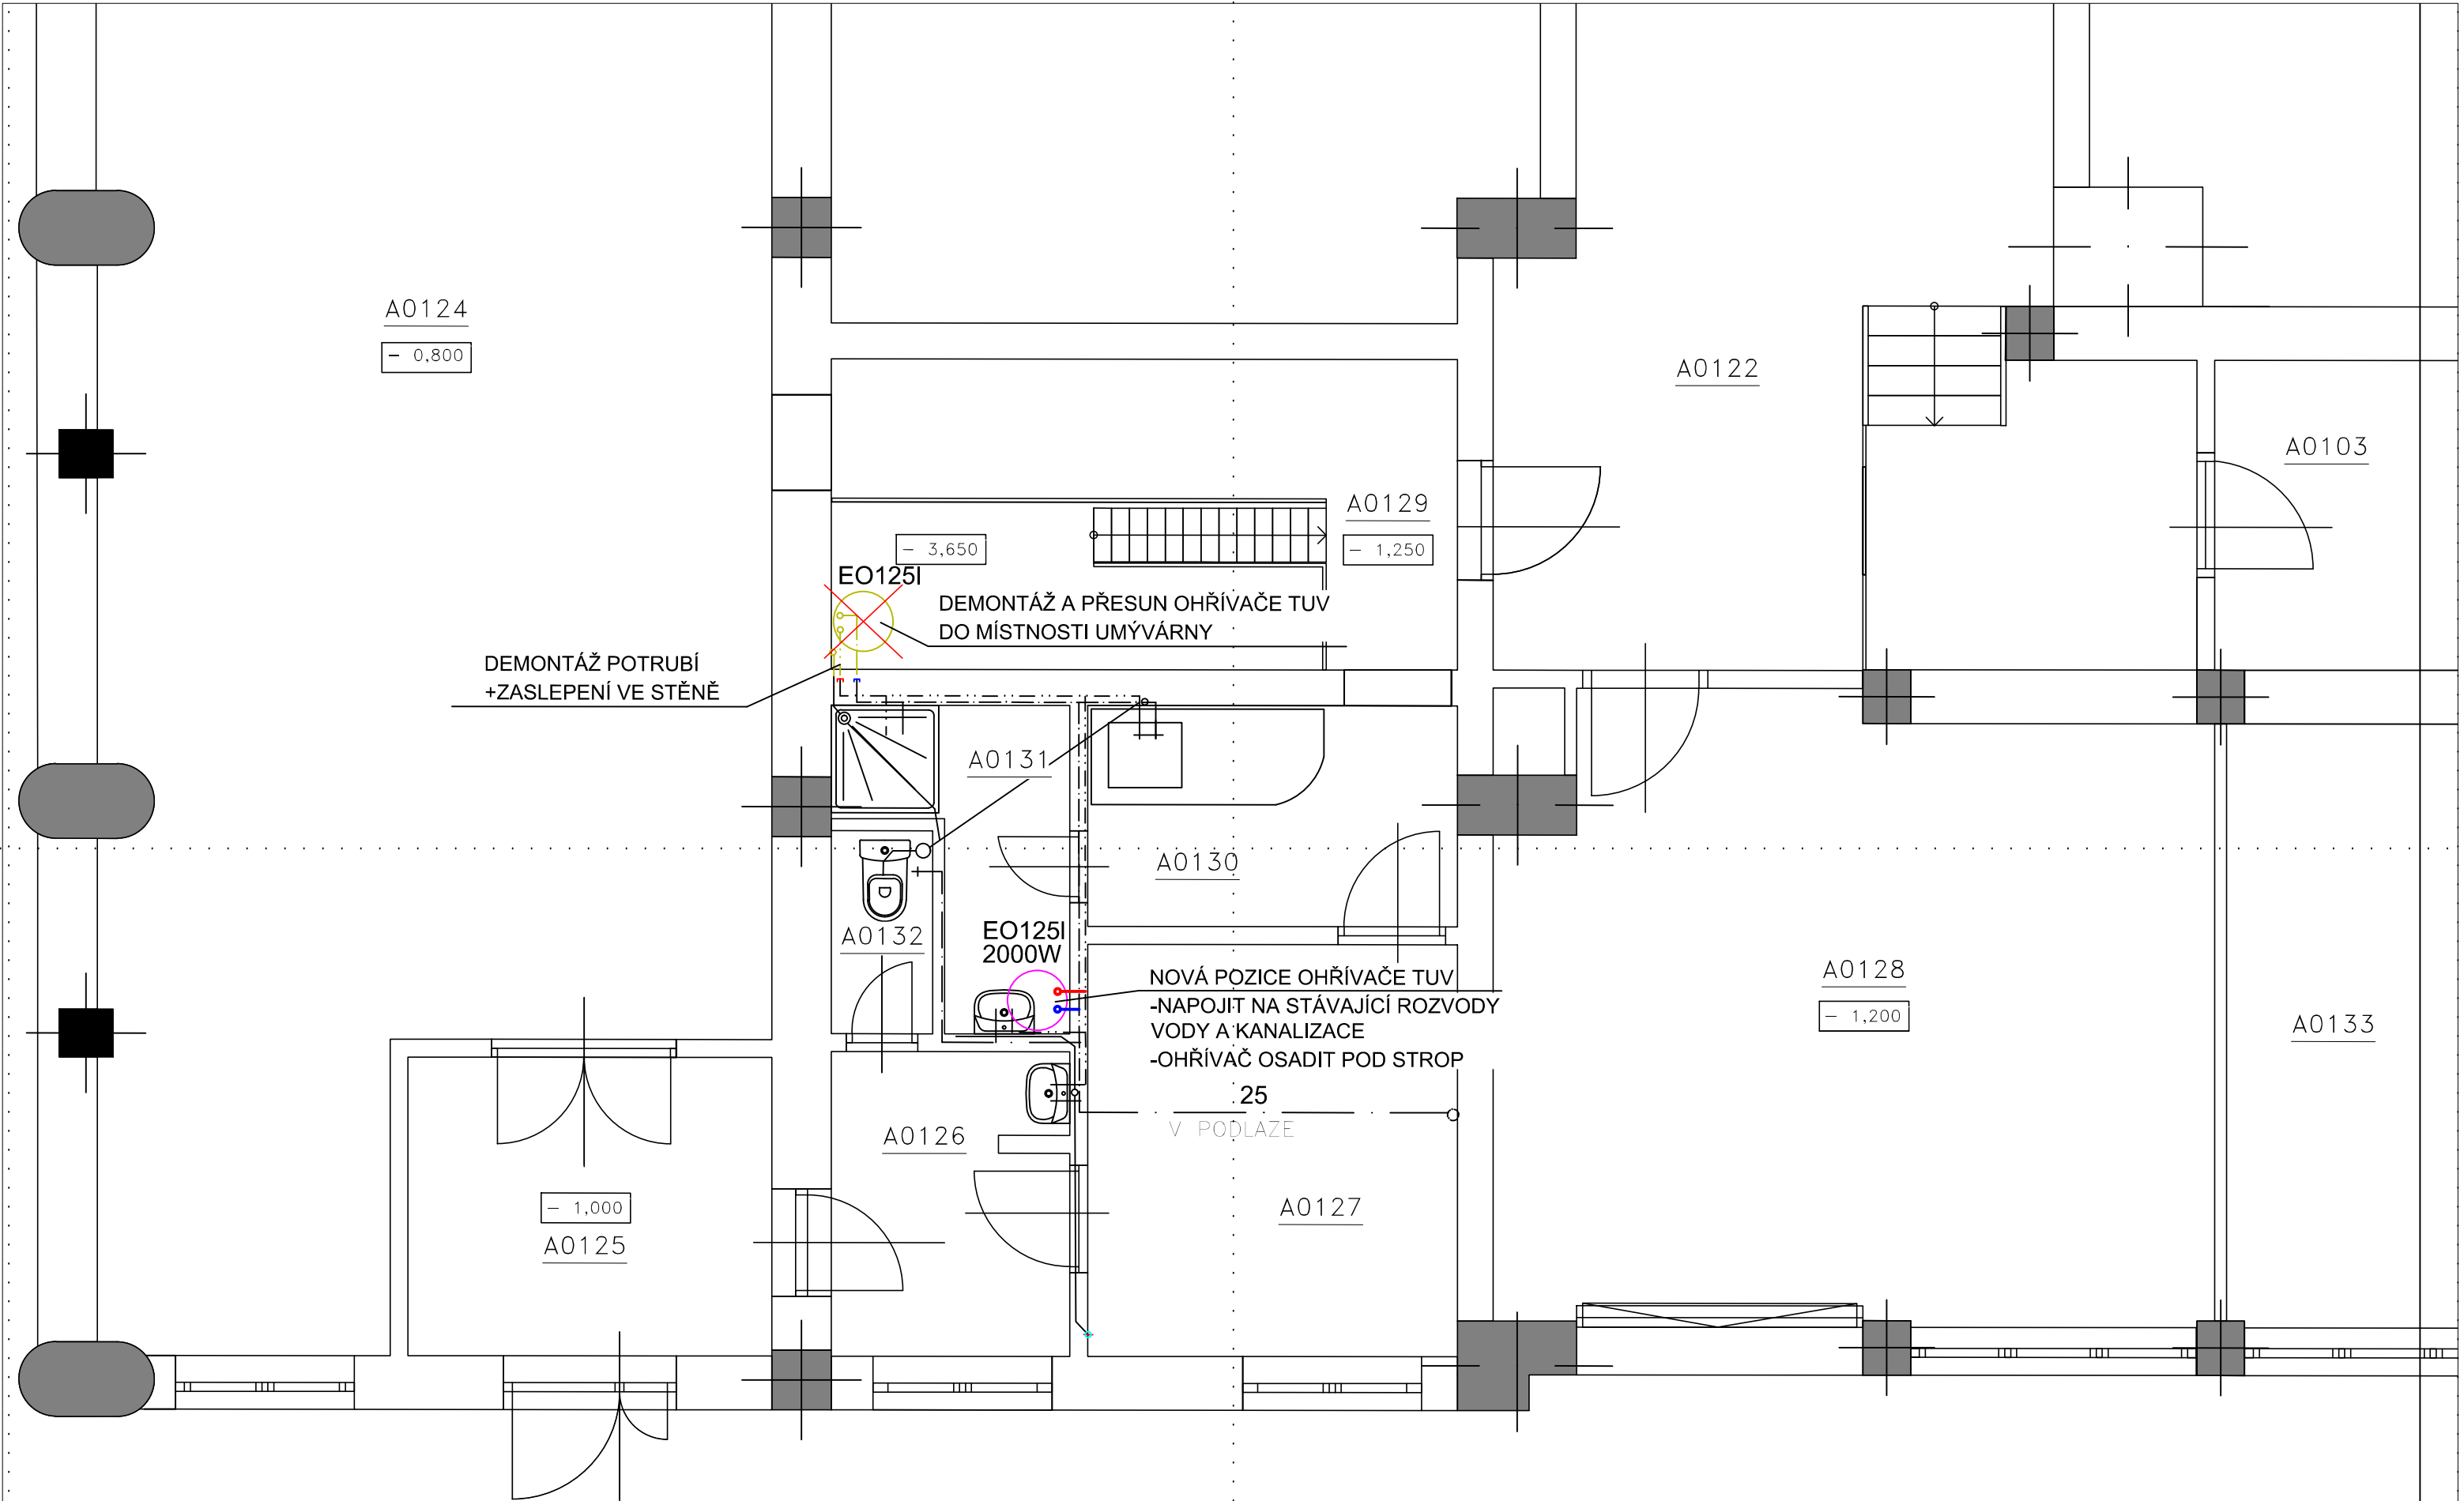 A0124
- 0,800
A0122
A0103
A0129
- 1,250
- 3,650
EO125I
DEMONTÁŽ A PŘESUN OHŘÍVAČE TUV
DO MÍSTNOSTI UMÝVÁRNY
DEMONTÁŽ POTRUBÍ
+ZASLEPENÍ VE STĚNĚ
A0131
A0130
A0132
EO125I
2000W
NOVÁ POZICE OHŘÍVAČE TUV
-NAPOJIT NA STÁVAJÍCÍ ROZVODY
VODY A KANALIZACE
-OHŘÍVAČ OSADIT POD STROP
25
V PODLAZE
A0128
- 1,200
A0133
A0126
A0127
- 1,000
A0125